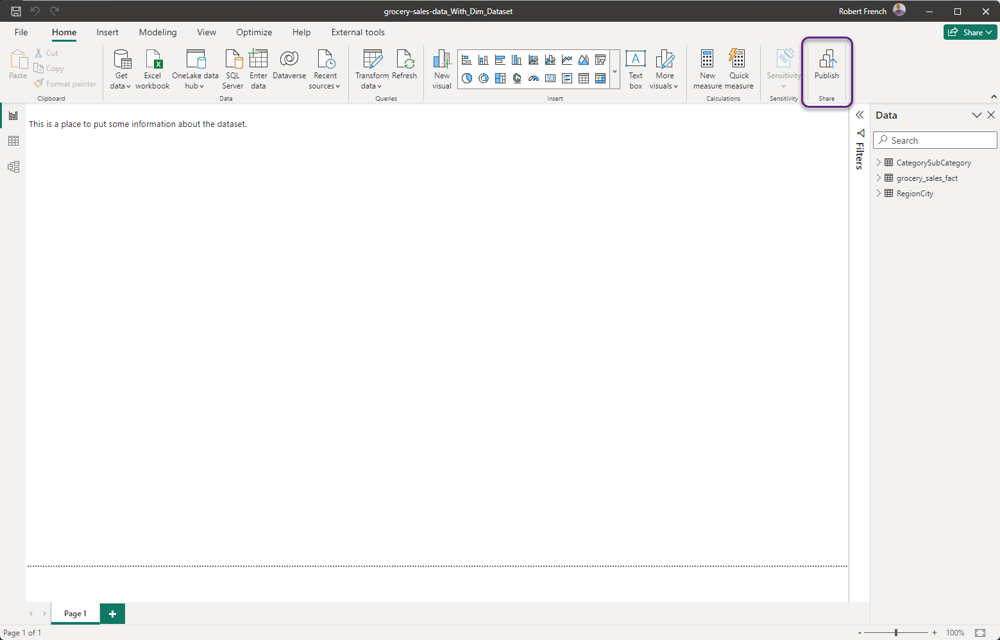 grocery-sales-data_With_Dim_Dataset
Robert French
File Home Insert Modeling View Optimize Help External tools
Share
Paste
Cut
Copy
Format painter
Clipboard
Get data
Excel workbook
OneLake data hub
SQL Server
Enter data
Dataverse
Recent sources
Data
Transform data
Refresh
Queries
New visual
123
A
Text box
More visuals
Insert
New measure
Quick measure
Calculations
Sensitivity
Sensitivity
Publish
Share
This is a place to put some information about the dataset.
Filters
Data
Search
CategorySubCategory
grocery_sales_fact
RegionCity
Page 1
+
Page 1 of 1
- + 100%